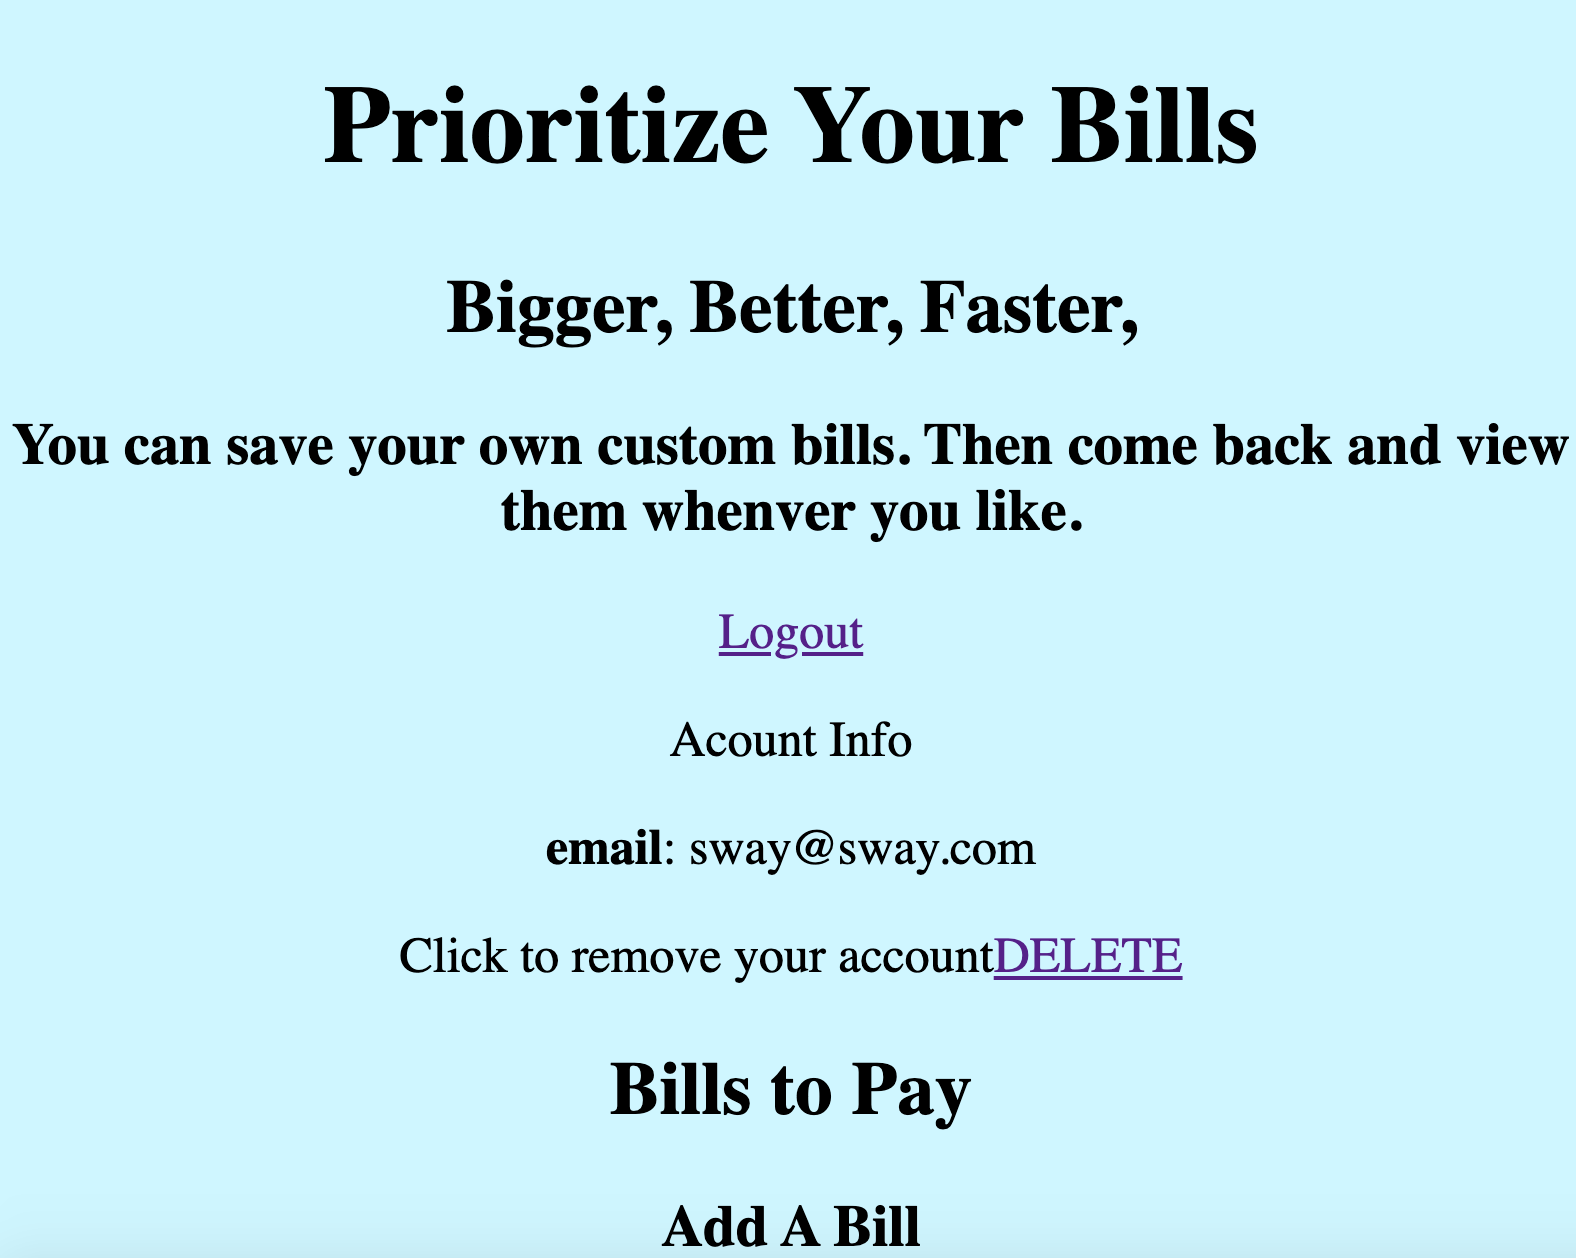 Prioritize Your Bills
Bigger, Better, Faster,
You can save your own custom bills. Then come back and view
them whenver you like.
Logout
Acount Info
email: sway@sway.com
Click to remove your accountDELETE
Bills to Pay
Add A Bill